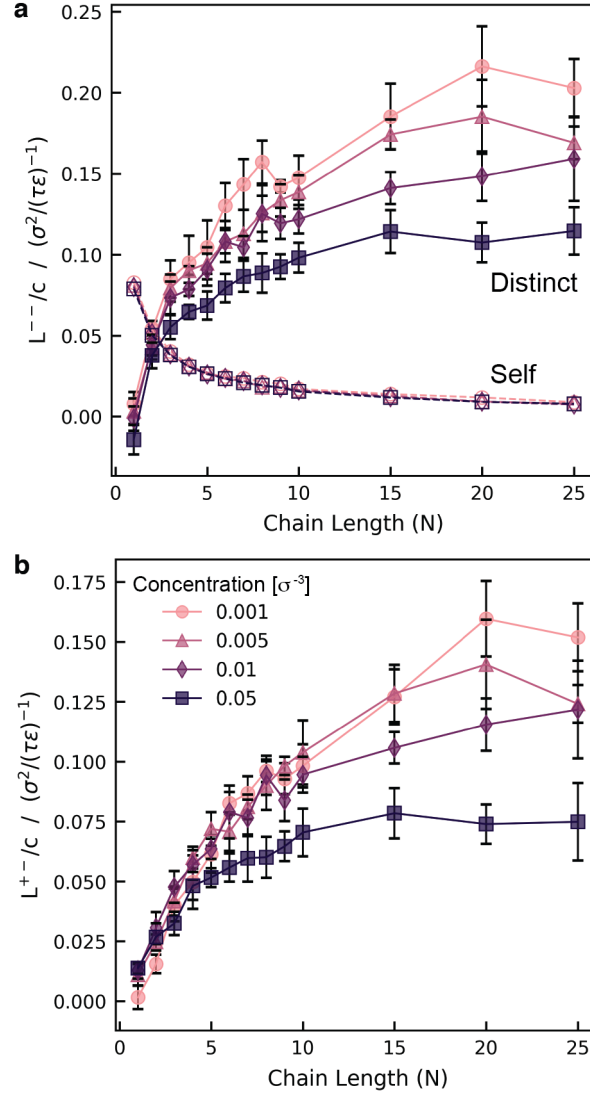 a
L⁻⁻/c / (σ²/(τε)⁻¹)
0.25
0.20
0.15
0.10
0.05
0.00
Distinct
Self
0 5 10 15 20 25
Chain Length (N)
b
L⁺⁻/c / (σ²/(τε)⁻¹)
0.175
0.150
0.125
0.100
0.075
0.050
0.025
0.000
Concentration [σ⁻³]
0.001
0.005
0.01
0.05
0 5 10 15 20 25
Chain Length (N)